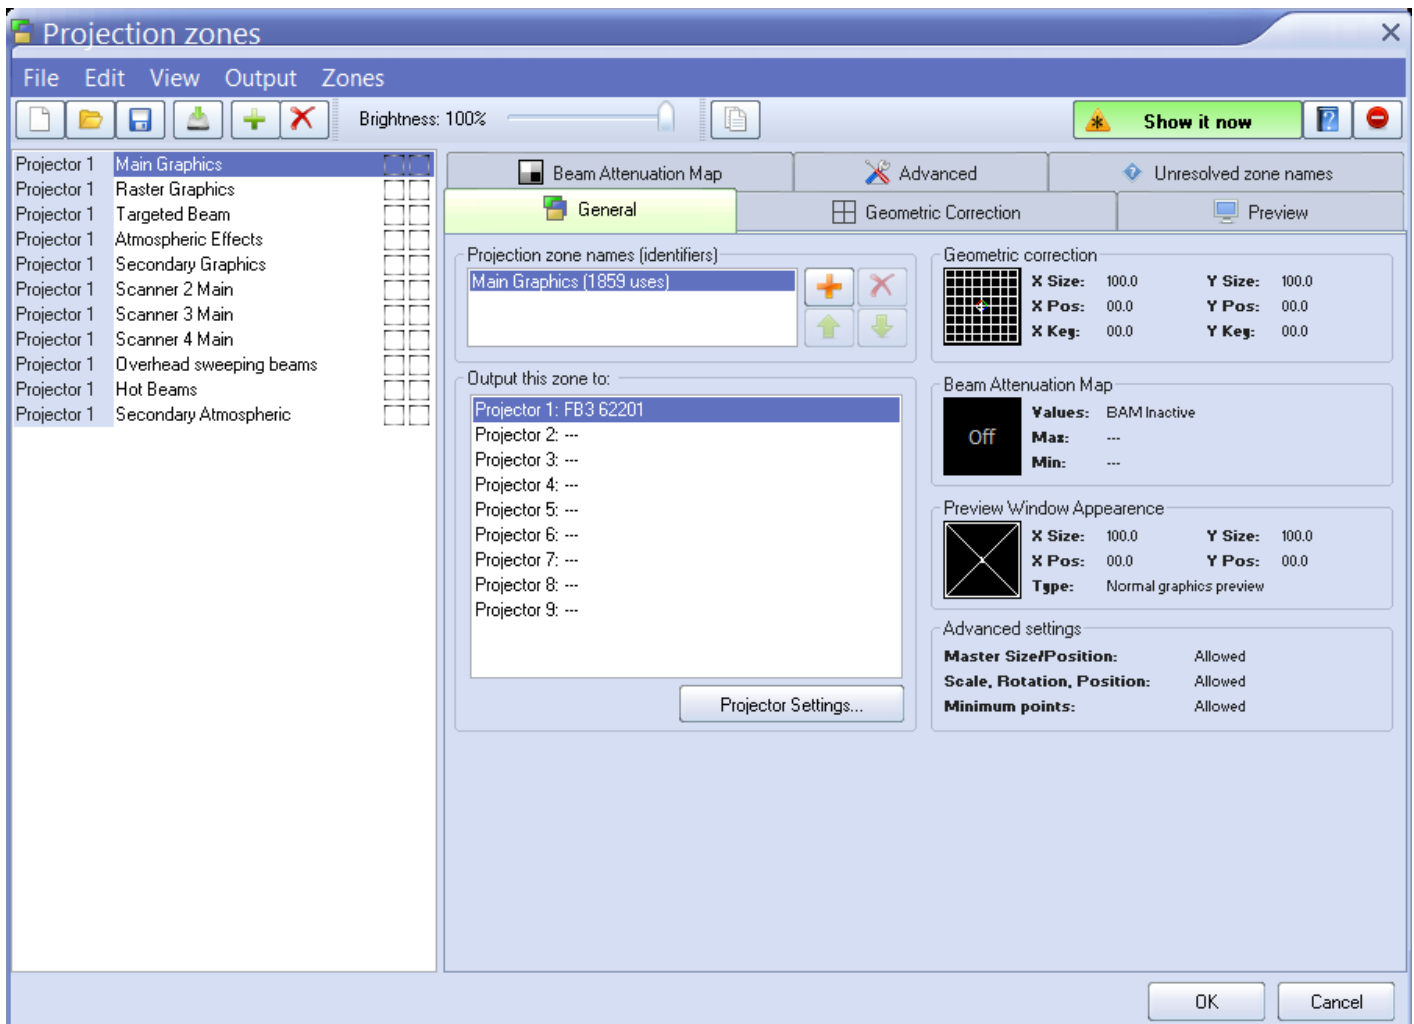 Projection zones
File Edit View Output Zones
Brightness: 100%
Show it now
Projector 1 Main Graphics
Projector 1 Raster Graphics
Projector 1 Targeted Beam
Projector 1 Atmospheric Effects
Projector 1 Secondary Graphics
Projector 1 Scanner 2 Main
Projector 1 Scanner 3 Main
Projector 1 Scanner 4 Main
Projector 1 Overhead sweeping beams
Projector 1 Hot Beams
Projector 1 Secondary Atmospheric
Beam Attenuation Map Advanced Unresolved zone names
General Geometric Correction Preview
Projection zone names (identifiers)
Main Graphics (1859 uses)
Output this zone to:
Projector 1: FB3 62201
Projector 2: ---
Projector 3: ---
Projector 4: ---
Projector 5: ---
Projector 6: ---
Projector 7: ---
Projector 8: ---
Projector 9: ---
Projector Settings...
Geometric correction
X Size: 100.0 Y Size: 100.0
X Pos: 00.0 Y Pos: 00.0
X Key: 00.0 Y Key: 00.0
Beam Attenuation Map
Off
Values: BAM Inactive
Max: ---
Min: ---
Preview Window Appearence
X Size: 100.0 Y Size: 100.0
X Pos: 00.0 Y Pos: 00.0
Type: Normal graphics preview
Advanced settings
Master Size/Position: Allowed
Scale, Rotation, Position: Allowed
Minimum points: Allowed
OK Cancel